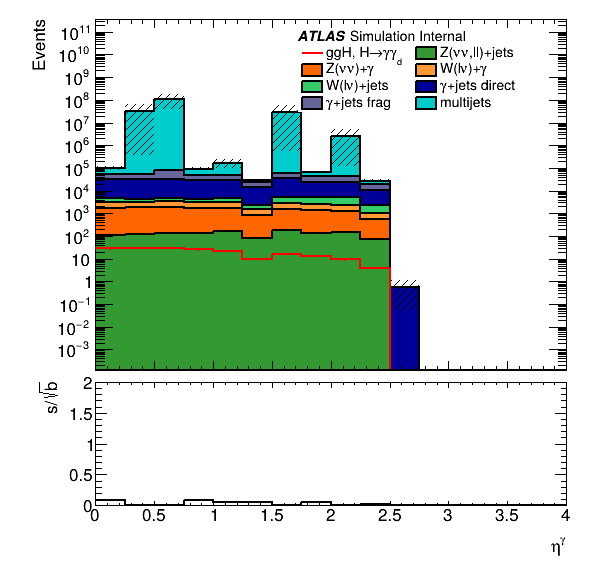 Events
10¹¹
10¹⁰
10⁹
10⁸
10⁷
10⁶
10⁵
10⁴
10³
10²
10
1
10⁻¹
10⁻²
10⁻³
ATLAS Simulation Internal
ggH, H→γγ_d
Z(νν,ll)+jets
Z(νν)+γ
W(lν)+γ
W(lν)+jets
γ+jets direct
γ+jets frag
multijets
s/√b
2
1.5
1
0.5
0
0 0.5 1 1.5 2 2.5 3 3.5 4
η^γ